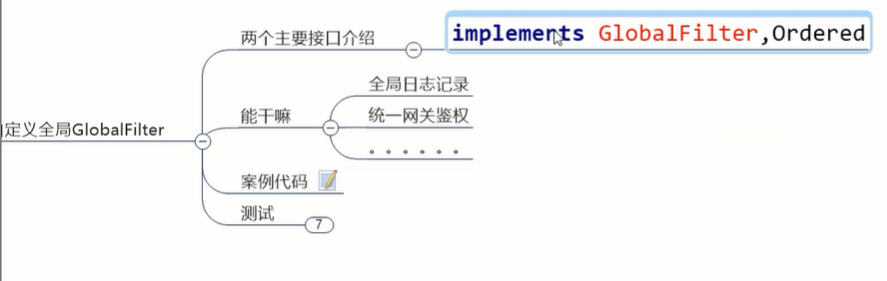 定义全局GlobalFilter
两个主要接口介绍
implements GlobalFilter,Ordered
能干嘛
全局日志记录
统一网关鉴权
。。。。。。
案例代码
测试
7